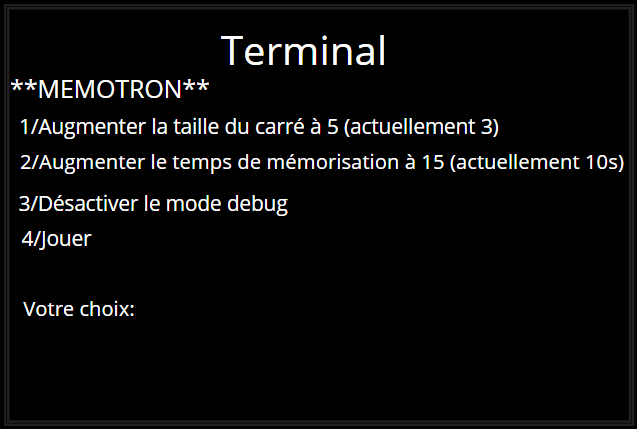 Terminal
**MEMOTRON**
1/Augmenter la taille du carré à 5 (actuellement 3)
2/Augmenter le temps de mémorisation à 15 (actuellement 10s)
3/Désactiver le mode debug
4/Jouer
Votre choix: